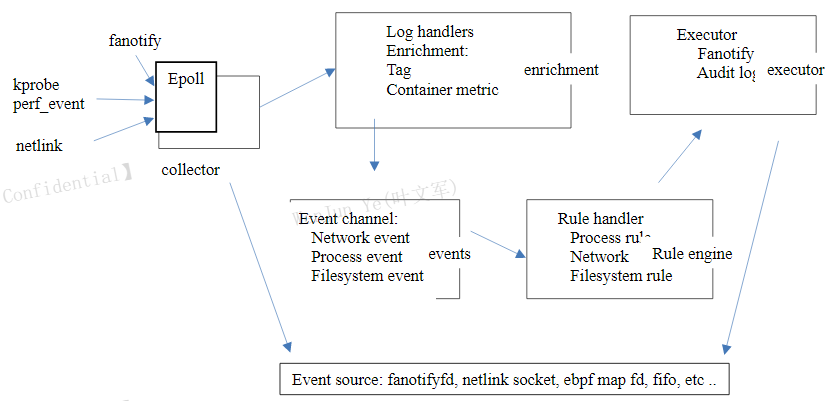 fanotify
Epoll
kprobe
perf_event
netlink
collector
Log handlers
Enrichment:
Tag
Container metric
enrichment
Executor
Fanotify
Audit log
executor
Confidential】
Ye(叶文军)
Event channel:
Network event
Process event
Filesystem event
events
Rule handler
Process rule
Network
Filesystem rule
Rule engine
Event source: fanotifyfd, netlink socket, ebpf map fd, fifo, etc ..